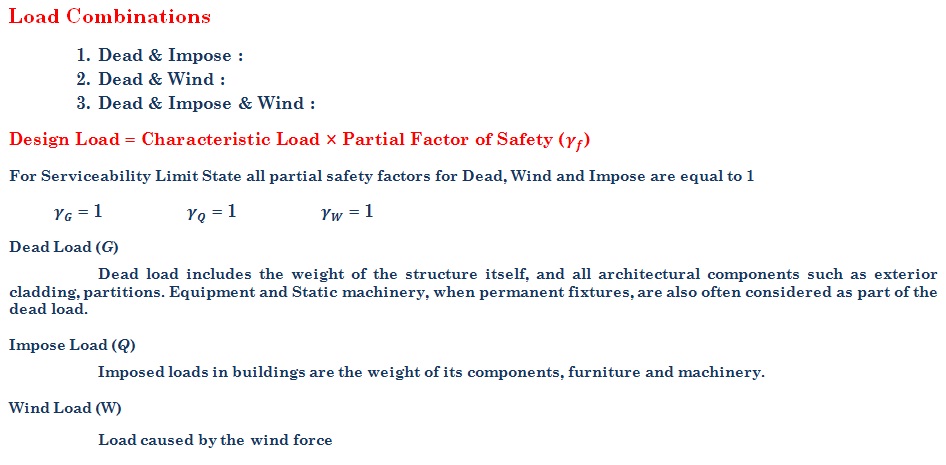 Load Combinations
1. Dead & Impose :
2. Dead & Wind :
3. Dead & Impose & Wind :
Design Load = Characteristic Load × Partial Factor of Safety (γf)
For Serviceability Limit State all partial safety factors for Dead, Wind and Impose are equal to 1
γG = 1 γQ = 1 γW = 1
Dead Load (G)
Dead load includes the weight of the structure itself, and all architectural components such as exterior
cladding, partitions. Equipment and Static machinery, when permanent fixtures, are also often considered as part of the
dead load.
Impose Load (Q)
Imposed loads in buildings are the weight of its components, furniture and machinery.
Wind Load (W)
Load caused by the wind force